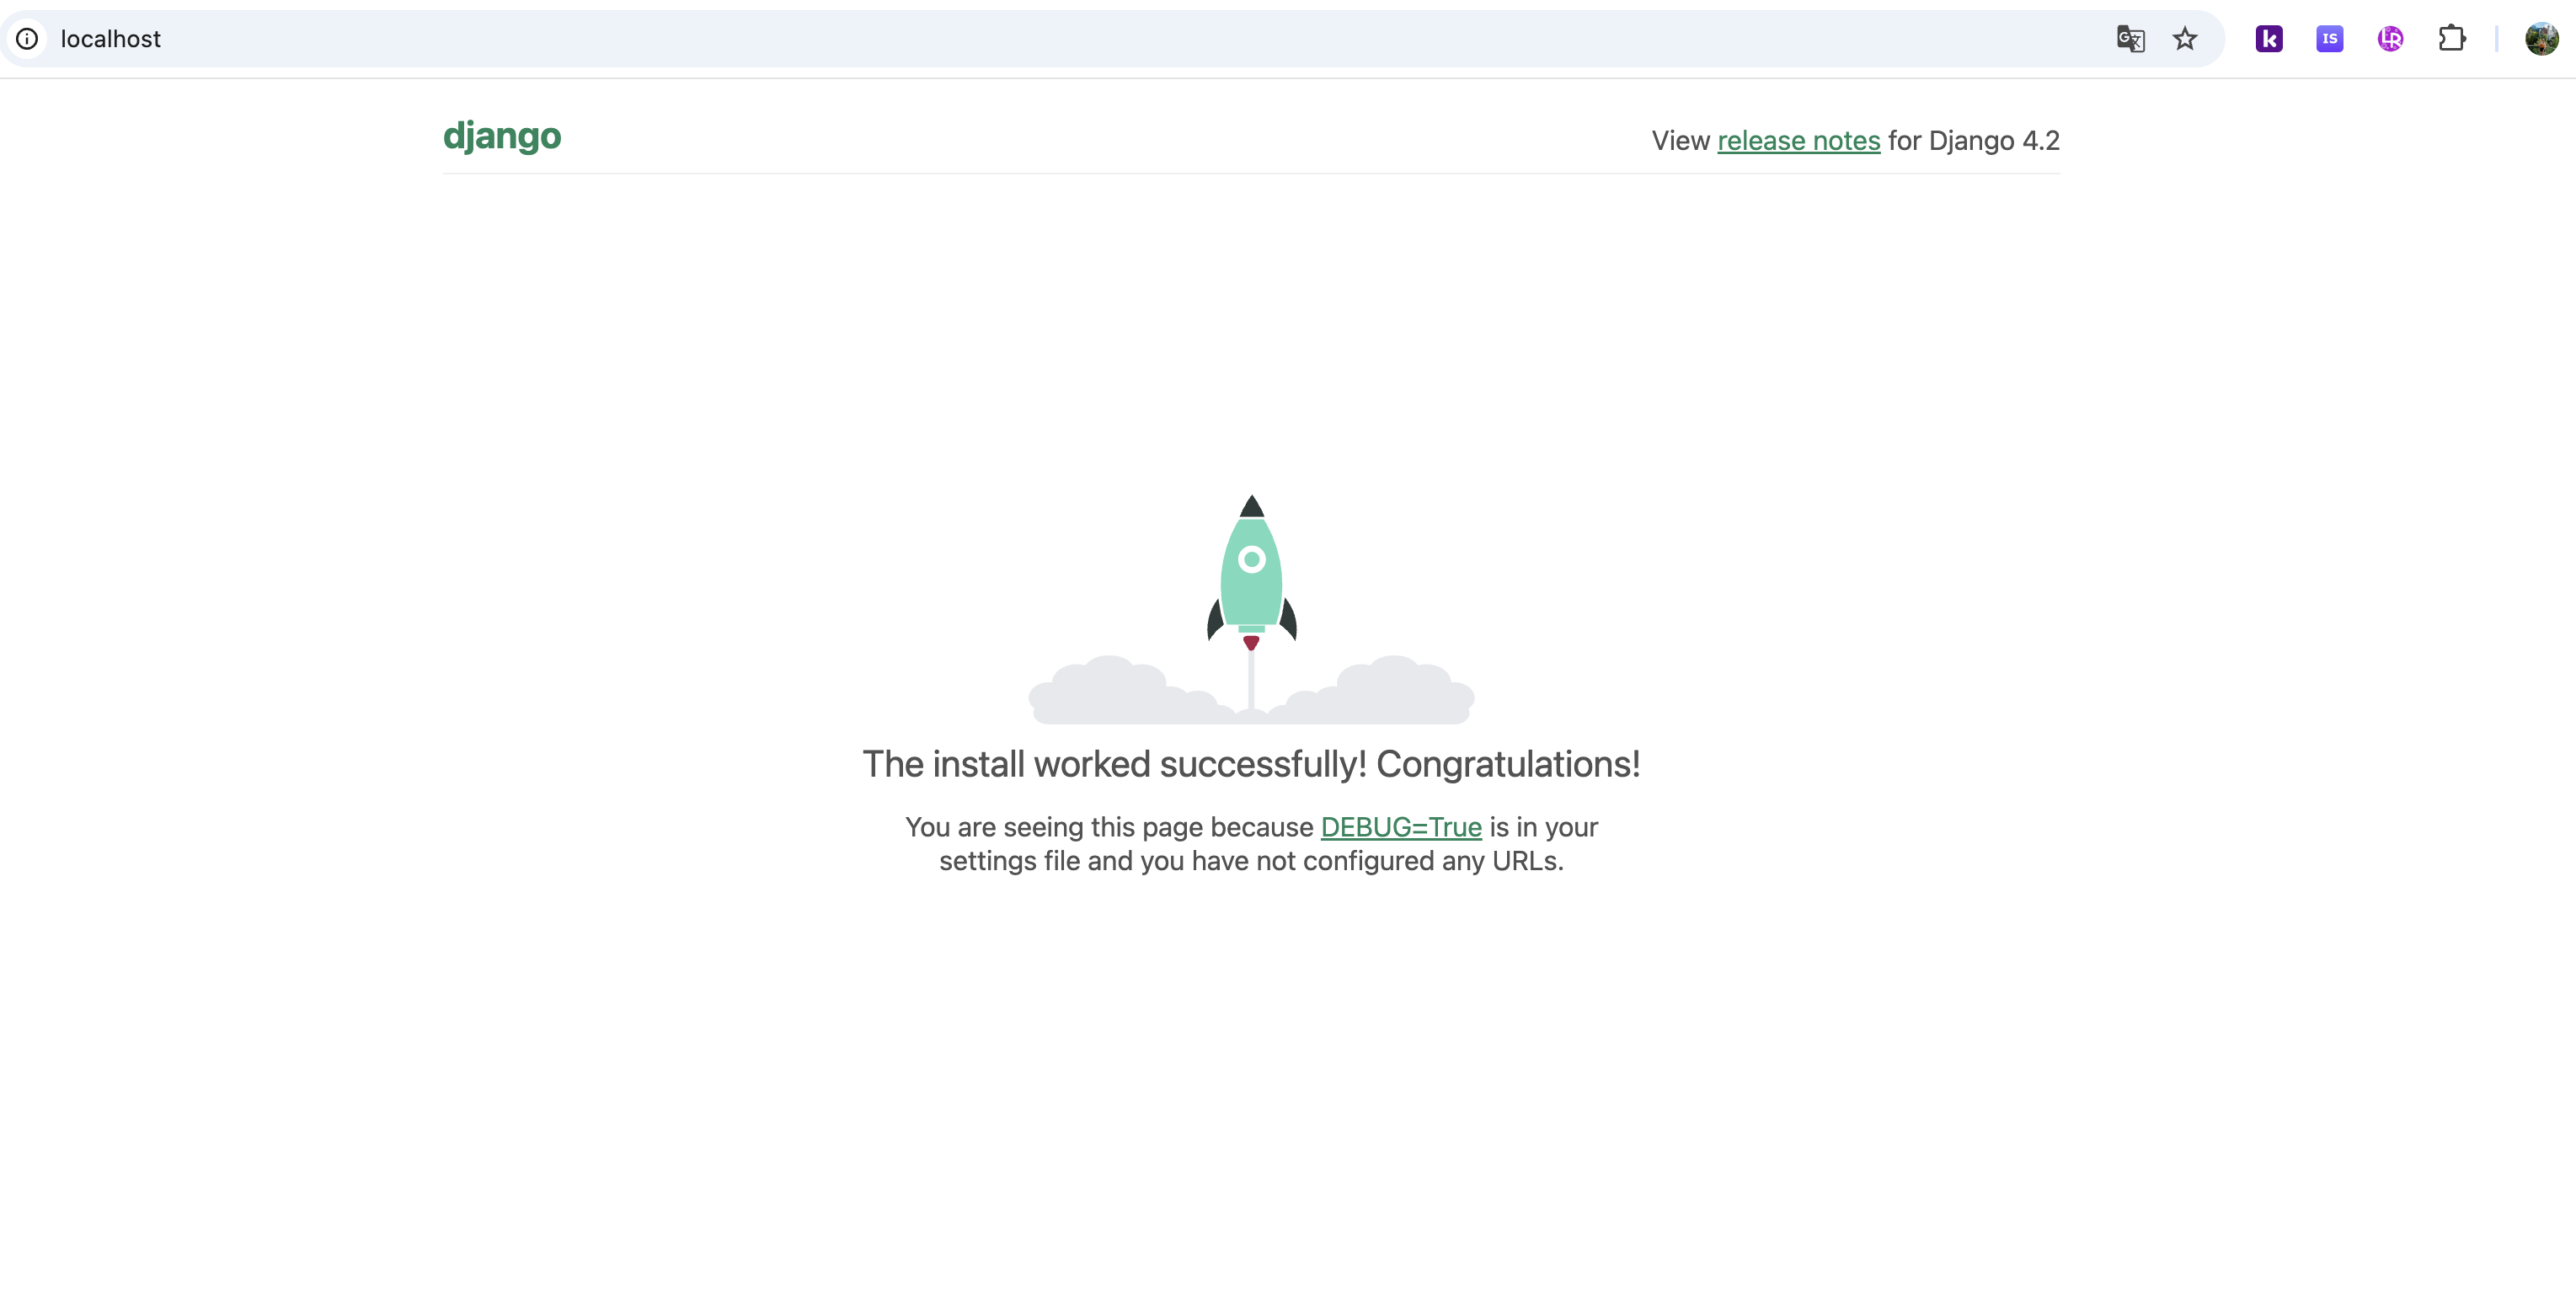 localhost
k
IS
LR
django
View release notes for Django 4.2
The install worked successfully! Congratulations!
You are seeing this page because DEBUG=True is in your
settings file and you have not configured any URLs.